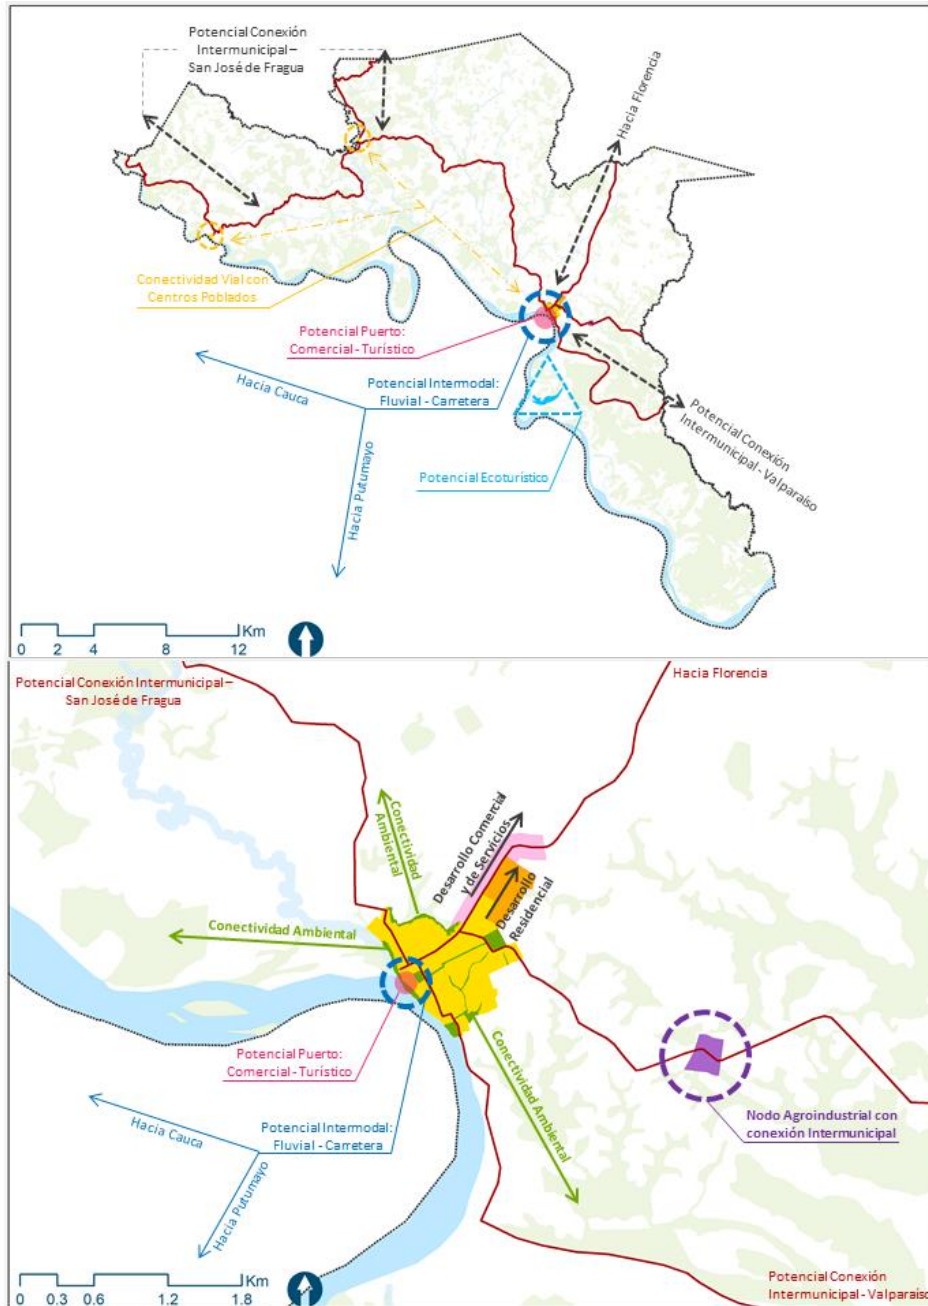 Potencial Conexión
Intermunicipal –
San José de Fragua
Hacia Florencia
Conectividad Vial con
Centros Poblados
Potencial Puerto:
Comercial - Turístico
Hacia Cauca
Potencial Intermodal:
Fluvial - Carretera
Hacia Putumayo
Potencial Ecoturístico
Potencial Conexión
Intermunicipal - Valparaíso
Km
0 2 4 8 12
Potencial Conexión Intermunicipal –
San José de Fragua
Hacia Florencia
Conectividad
Ambiental
Desarrollo Comercial
y de Servicios
Desarrollo
Residencial
Conectividad Ambiental
Potencial Puerto:
Comercial - Turístico
Conectividad Ambiental
Nodo Agroindustrial con
conexión Intermunicipal
Hacia Cauca
Potencial Intermodal:
Fluvial - Carretera
Hacia Putumayo
Km
0 0.3 0.6 1.2 1.8
Potencial Conexión
Intermunicipal - Valparaíso